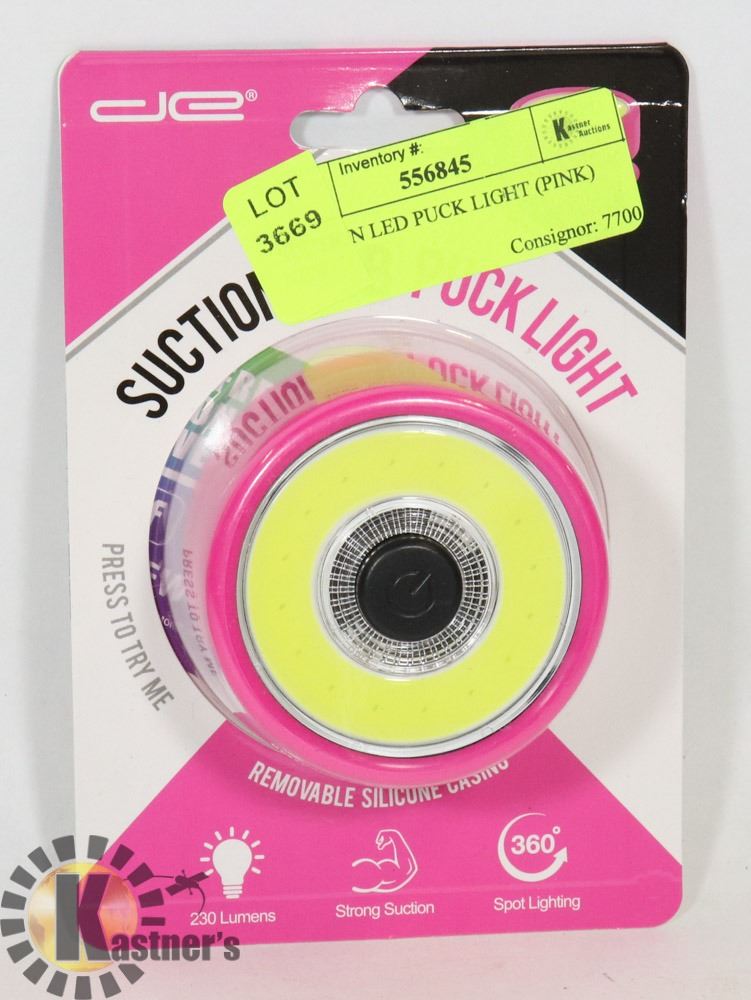 de®
LOT
3669
Inventory #:
556845
Kastner
Auctions
N LED PUCK LIGHT (PINK)
Consignor: 7700
SUCTION PUCK LIGHT
PRESS TO TRY ME
REMOVABLE SILICONE CASING
230 Lumens
Strong Suction
360°
Spot Lighting
Kastner's